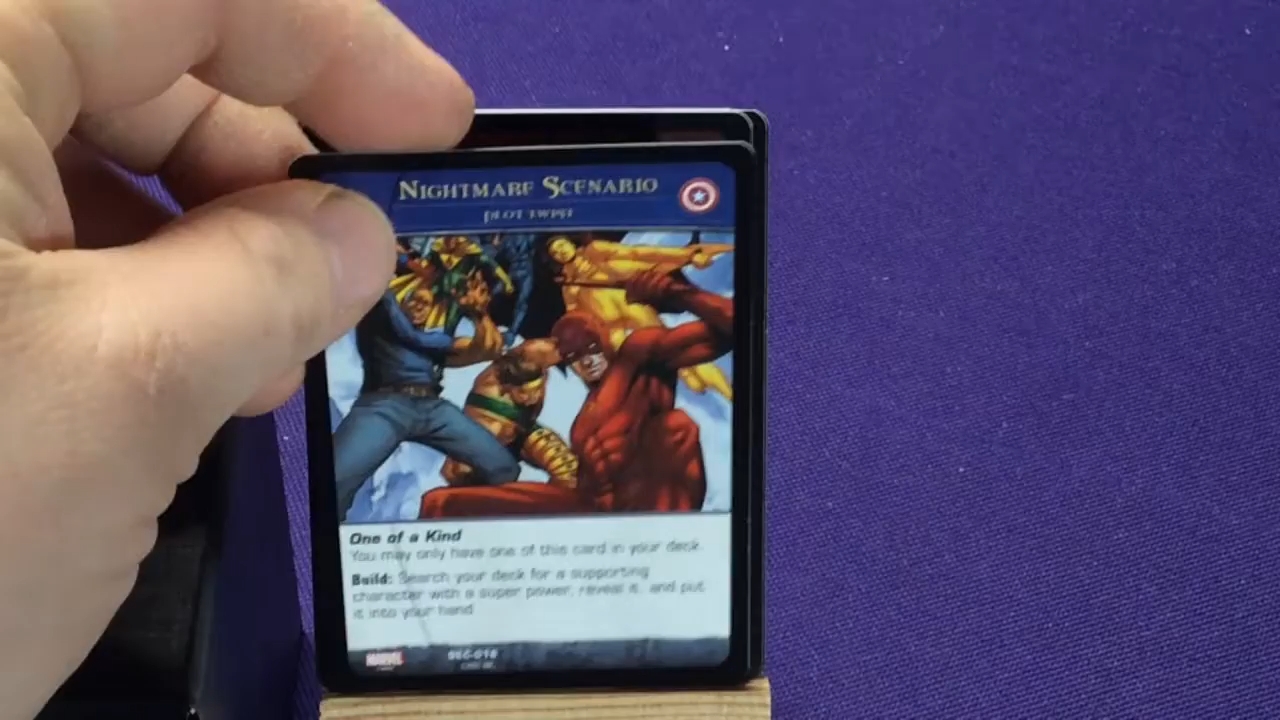 NIGHTMARE SCENARIO
PLOT TWIST
One of a Kind
You may only have one of this card in your deck.
Build: Search your deck for a supporting
character with a super power, reveal it, and put
it into your hand
MARVEL